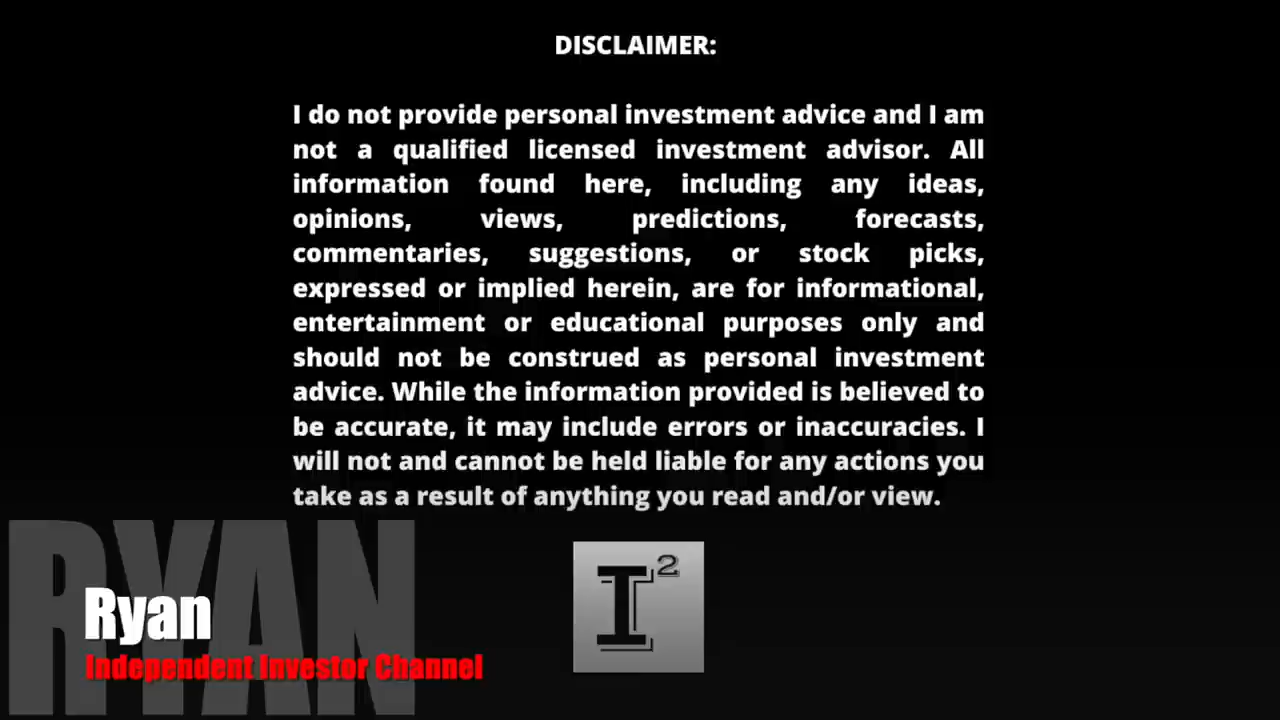 DISCLAIMER:
I do not provide personal investment advice and I am
not a qualified licensed investment advisor. All
information found here, including any ideas,
opinions, views, predictions, forecasts,
commentaries, suggestions, or stock picks,
expressed or implied herein, are for informational,
entertainment or educational purposes only and
should not be construed as personal investment
advice. While the information provided is believed to
be accurate, it may include errors or inaccuracies. I
will not and cannot be held liable for any actions you
take as a result of anything you read and/or view.
RYAN
Ryan
Independent Investor Channel
I²